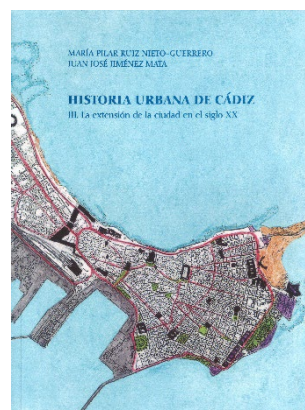 MARÍA PILAR RUIZ NIETO-GUERRERO
JUAN JOSÉ JIMÉNEZ MATA
HISTORIA URBANA DE CÁDIZ
III. La extensión de la ciudad en el siglo XX